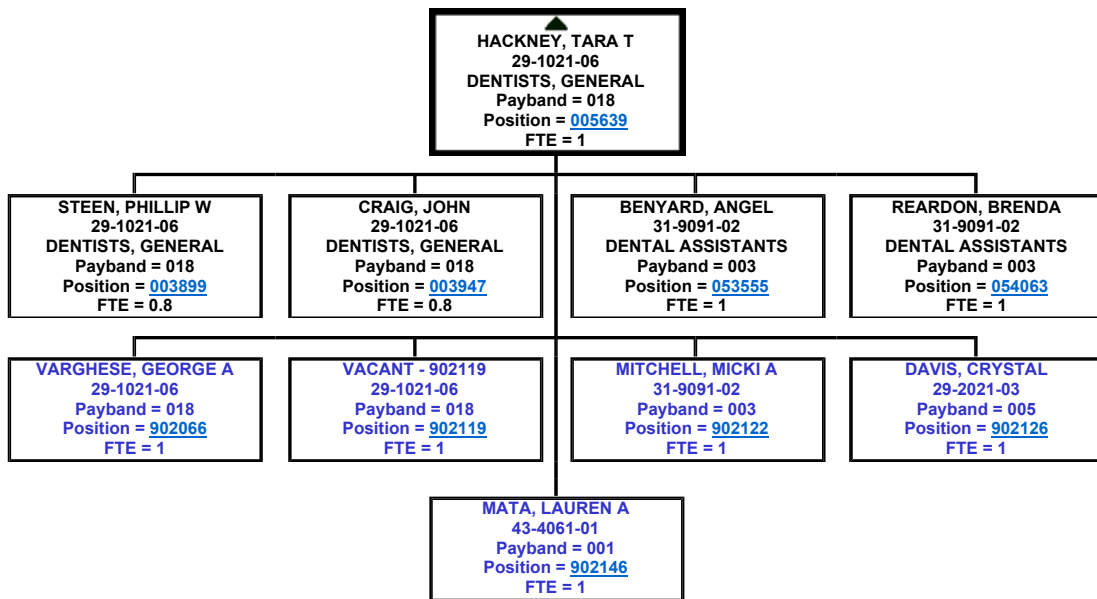 HACKNEY, TARA T
29-1021-06
DENTISTS, GENERAL
Payband = 018
Position = 005639
FTE = 1
STEEN, PHILLIP W
29-1021-06
DENTISTS, GENERAL
Payband = 018
Position = 003899
FTE = 0.8
CRAIG, JOHN
29-1021-06
DENTISTS, GENERAL
Payband = 018
Position = 003947
FTE = 0.8
BENYARD, ANGEL
31-9091-02
DENTAL ASSISTANTS
Payband = 003
Position = 053555
FTE = 1
REARDON, BRENDA
31-9091-02
DENTAL ASSISTANTS
Payband = 003
Position = 054063
FTE = 1
VARGHESE, GEORGE A
29-1021-06
Payband = 018
Position = 902066
FTE = 1
VACANT - 902119
29-1021-06
Payband = 018
Position = 902119
FTE = 1
MITCHELL, MICKI A
31-9091-02
Payband = 003
Position = 902122
FTE = 1
DAVIS, CRYSTAL
29-2021-03
Payband = 005
Position = 902126
FTE = 1
MATA, LAUREN A
43-4061-01
Payband = 001
Position = 902146
FTE = 1